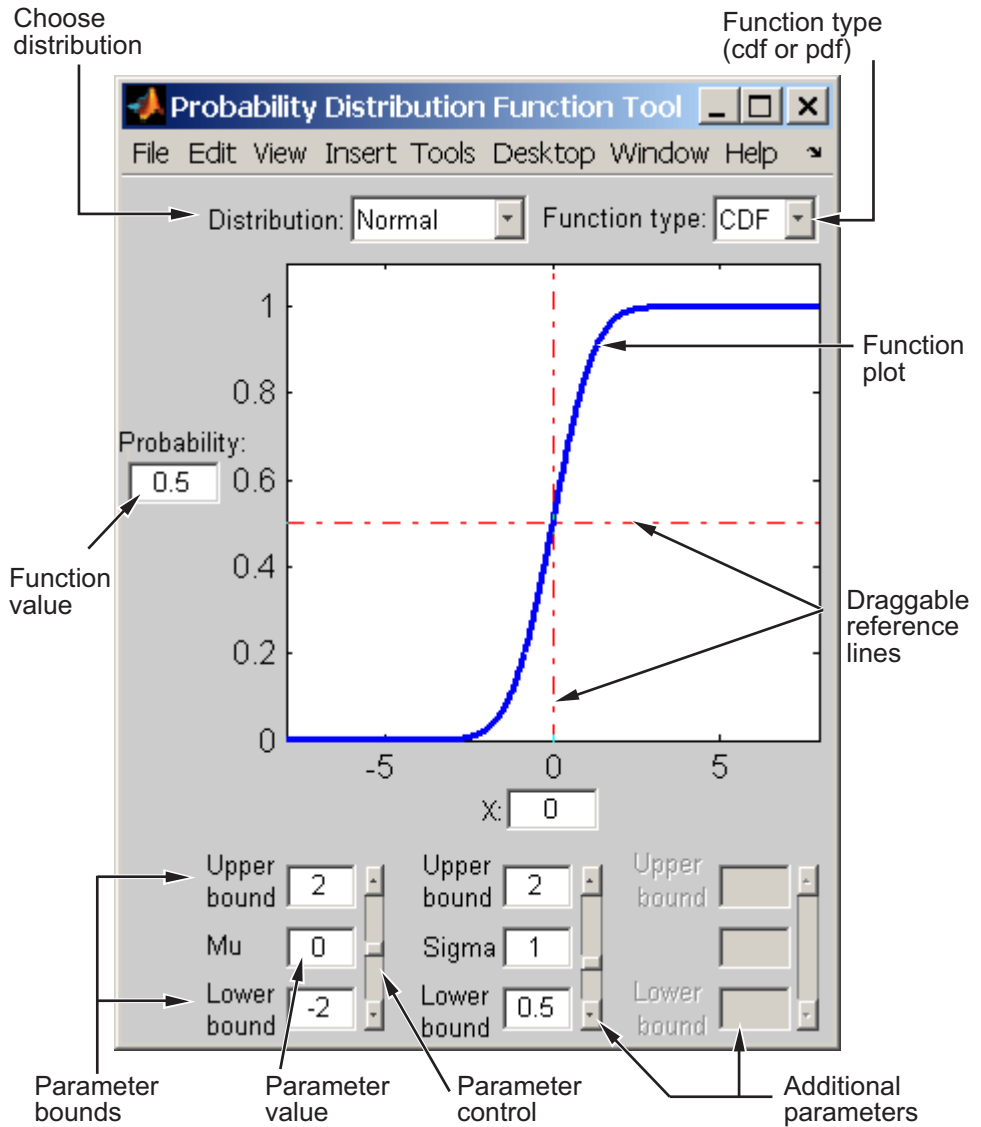 Choose
distribution
Function type
(cdf or pdf)
Probability Distribution Function Tool
File Edit View Insert Tools Desktop Window Help
Distribution: Normal Function type: CDF
1
0.8
0.6
0.4
0.2
0
Probability:
0.5
Function
plot
Function
value
Draggable
reference
lines
-5 0 5
X: 0
Upper
bound
2
Upper
bound
2
Upper
bound
Mu 0 Sigma 1
Lower
bound
-2
Lower
bound
0.5
Lower
bound
Parameter
bounds
Parameter
value
Parameter
control
Additional
parameters